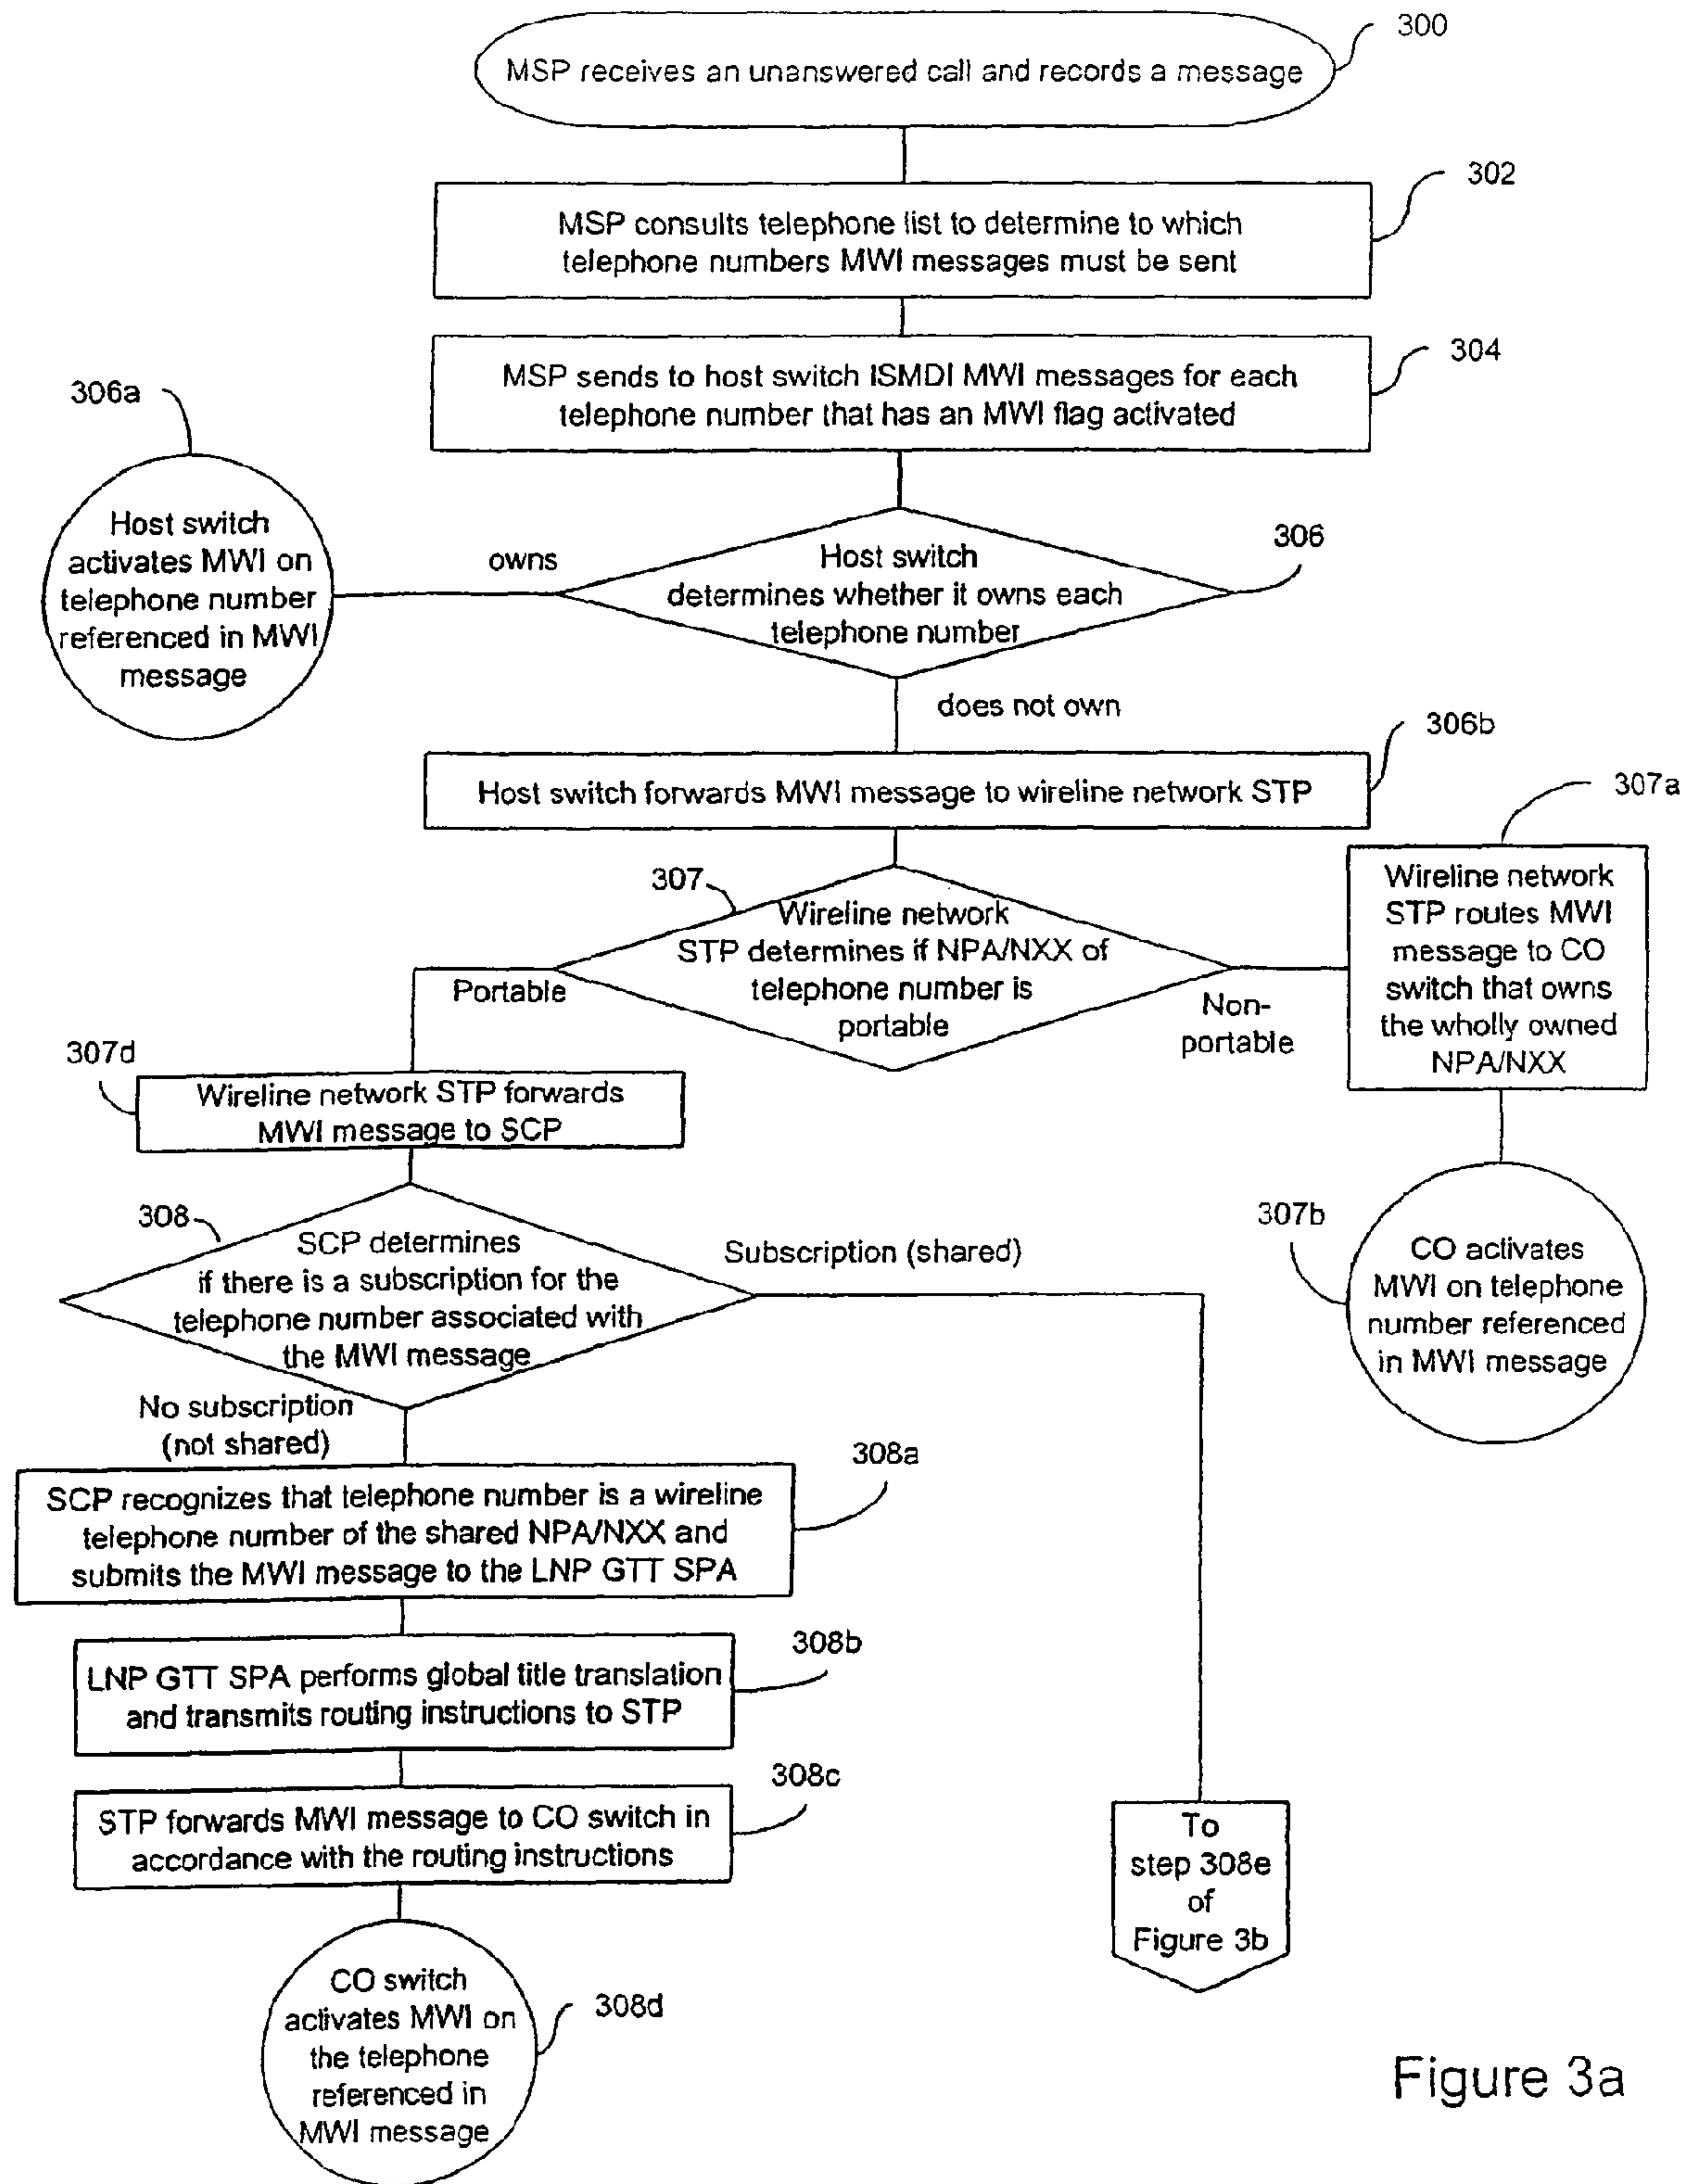 300
MSP receives an unanswered call and records a message
302
MSP consults telephone list to determine to which
telephone numbers MWI messages must be sent
304
MSP sends to host switch ISMDI MWI messages for each
telephone number that has an MWI flag activated
306a
Host switch
activates MWI on
telephone number
referenced in MWI
message
owns
306
Host switch
determines whether it owns each
telephone number
does not own
306b
Host switch forwards MWI message to wireline network STP
307a
Wireline network
STP routes MWI
message to CO
switch that owns
the wholly owned
NPA/NXX
307
Wireline network
STP determines if NPA/NXX of
telephone number is
portable
Portable
Non-
portable
307d
Wireline network STP forwards
MWI message to SCP
307b
CO activates
MWI on telephone
number referenced
in MWI message
308
SCP determines
if there is a subscription for the
telephone number associated with
the MWI message
Subscription (shared)
No subscription
(not shared)
308a
SCP recognizes that telephone number is a wireline
telephone number of the shared NPA/NXX and
submits the MWI message to the LNP GTT SPA
308b
LNP GTT SPA performs global title translation
and transmits routing instructions to STP
308c
STP forwards MWI message to CO switch in
accordance with the routing instructions
To
step 308e
of
Figure 3b
CO switch
activates MWI on
the telephone
referenced in
MWI message
308d
Figure 3a